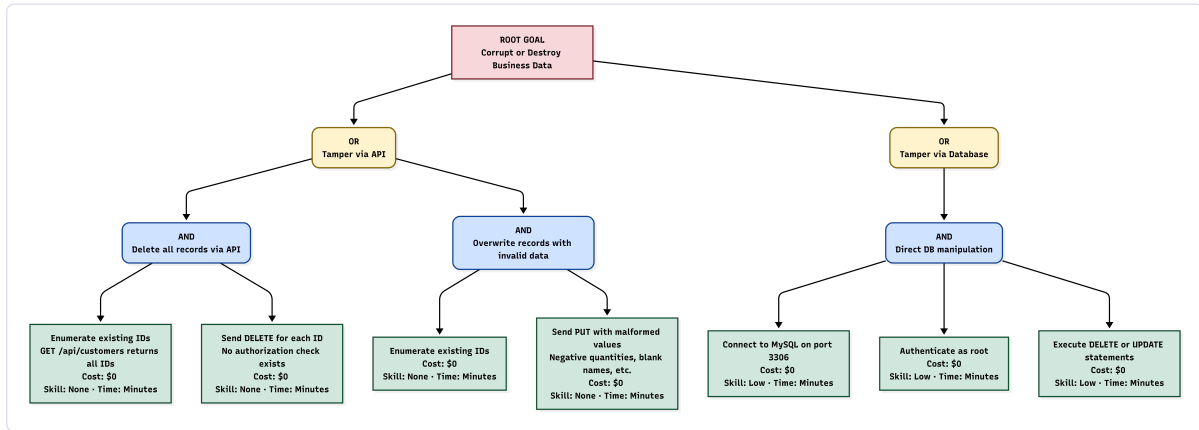 ROOT GOAL
Corrupt or Destroy
Business Data
OR
Tamper via API
OR
Tamper via Database
AND
Delete all records via API
AND
Overwrite records with
invalid data
AND
Direct DB manipulation
Enumerate existing IDs
GET /api/customers returns
all IDs
Cost: $0
Skill: None · Time: Minutes
Send DELETE for each ID
No authorization check
exists
Cost: $0
Skill: None · Time: Minutes
Enumerate existing IDs
Cost: $0
Skill: None · Time: Minutes
Send PUT with malformed
values
Negative quantities, blank
names, etc.
Cost: $0
Skill: None · Time: Minutes
Connect to MySQL on port
3306
Cost: $0
Skill: Low · Time: Minutes
Authenticate as root
Cost: $0
Skill: Low · Time: Minutes
Execute DELETE or UPDATE
statements
Cost: $0
Skill: Low · Time: Minutes